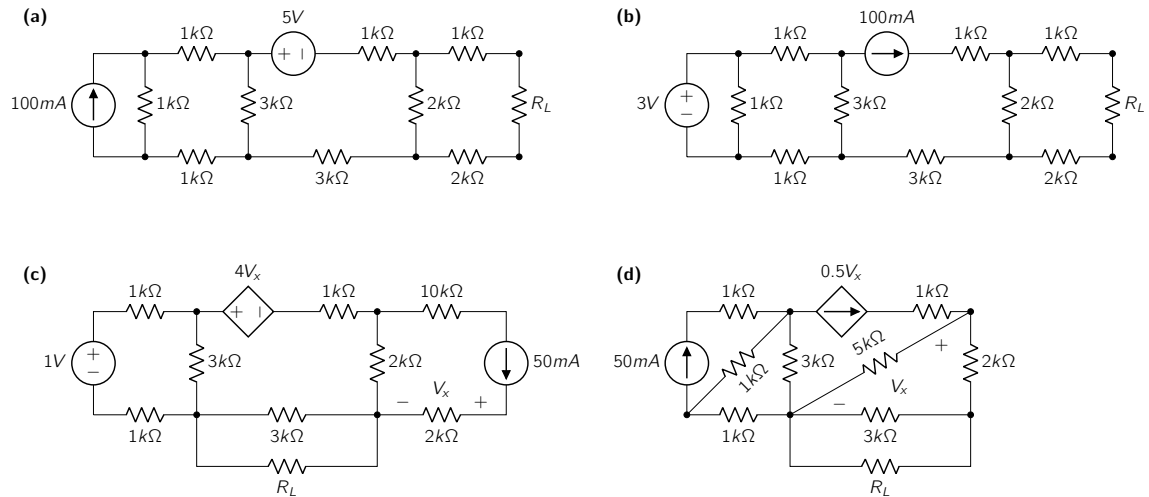 (a)
5V
1kΩ 1kΩ 1kΩ
+ −
100mA 1kΩ 3kΩ 2kΩ R_L
1kΩ 3kΩ 2kΩ
(b)
100mA
1kΩ 1kΩ 1kΩ
3V + − 1kΩ 3kΩ 2kΩ R_L
1kΩ 3kΩ 2kΩ
(c)
4V_x
1kΩ 1kΩ 10kΩ
+ −
1V + − 3kΩ 2kΩ 50mA
− V_x +
1kΩ 3kΩ 2kΩ
R_L
(d)
0.5V_x
1kΩ 1kΩ
50mA 1kΩ 3kΩ 5kΩ + 2kΩ
− V_x
1kΩ 3kΩ
R_L